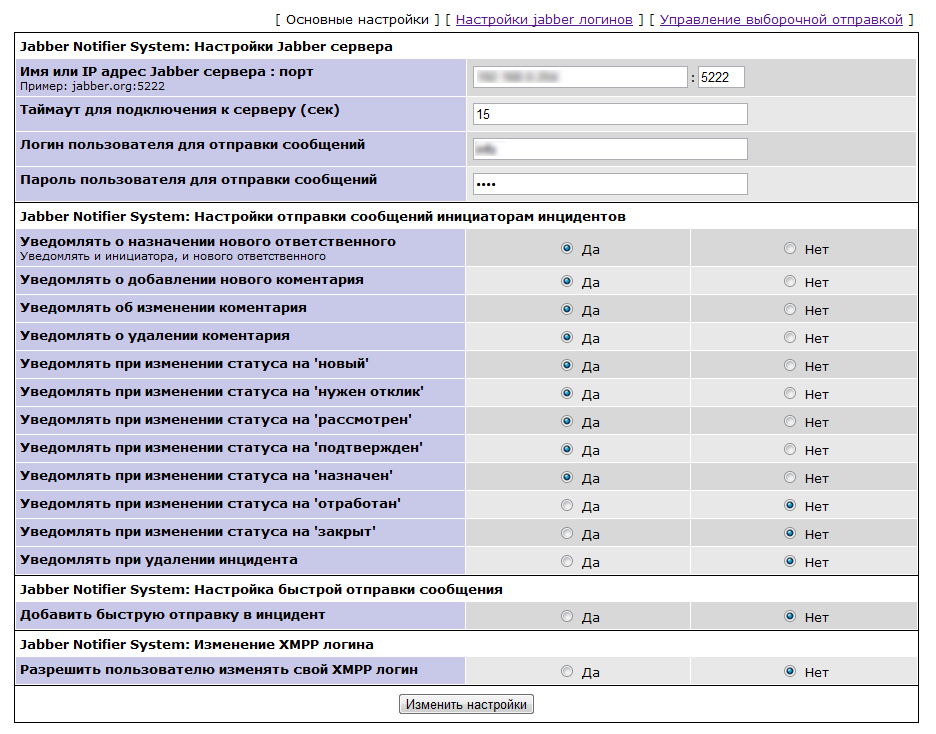 [ Основные настройки ] [ Настройки jabber логинов ] [ Управление выборочной отправкой ]
Jabber Notifier System: Настройки Jabber сервера
Имя или IP адрес Jabber сервера : порт
Пример: jabber.org:5222
: 5222
Таймаут для подключения к серверу (сек)
15
Логин пользователя для отправки сообщений
Пароль пользователя для отправки сообщений
••••
Jabber Notifier System: Настройки отправки сообщений инициаторам инцидентов
Уведомлять о назначении нового ответственного
Уведомлять и инициатора, и нового ответственного
Да Нет
Уведомлять о добавлении нового коментария Да Нет
Уведомлять об изменении коментария Да Нет
Уведомлять о удалении коментария Да Нет
Уведомлять при изменении статуса на 'новый' Да Нет
Уведомлять при изменении статуса на 'нужен отклик' Да Нет
Уведомлять при изменении статуса на 'рассмотрен' Да Нет
Уведомлять при изменении статуса на 'подтвержден' Да Нет
Уведомлять при изменении статуса на 'назначен' Да Нет
Уведомлять при изменении статуса на 'отработан' Да Нет
Уведомлять при изменении статуса на 'закрыт' Да Нет
Уведомлять при удалении инцидента Да Нет
Jabber Notifier System: Настройка быстрой отправки сообщения
Добавить быструю отправку в инцидент Да Нет
Jabber Notifier System: Изменение XMPP логина
Разрешить пользователю изменять свой XMPP логин Да Нет
Изменить настройки